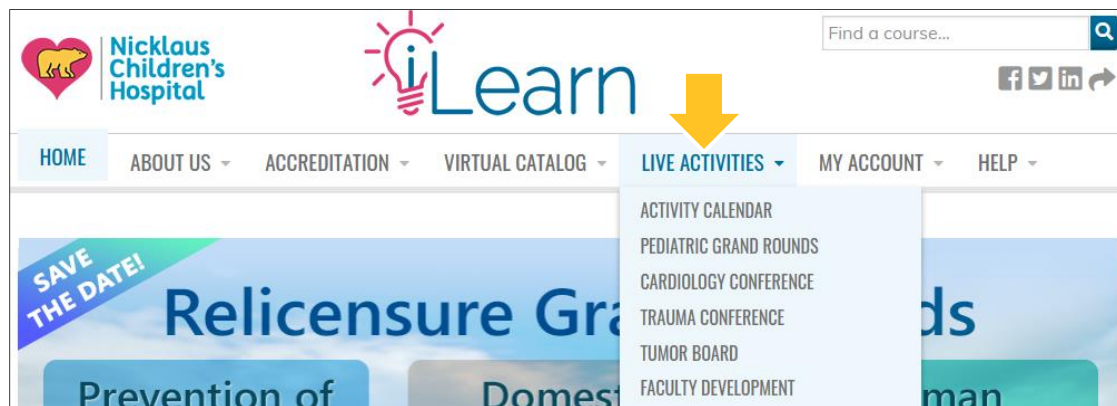 Nicklaus
Children's
Hospital
iLearn
Find a course...
HOME ABOUT US ACCREDITATION VIRTUAL CATALOG LIVE ACTIVITIES MY ACCOUNT HELP
ACTIVITY CALENDAR
PEDIATRIC GRAND ROUNDS
CARDIOLOGY CONFERENCE
TRAUMA CONFERENCE
TUMOR BOARD
FACULTY DEVELOPMENT
SAVE
THE DATE!
Relicensure Gra ds
Prevention of Domest man